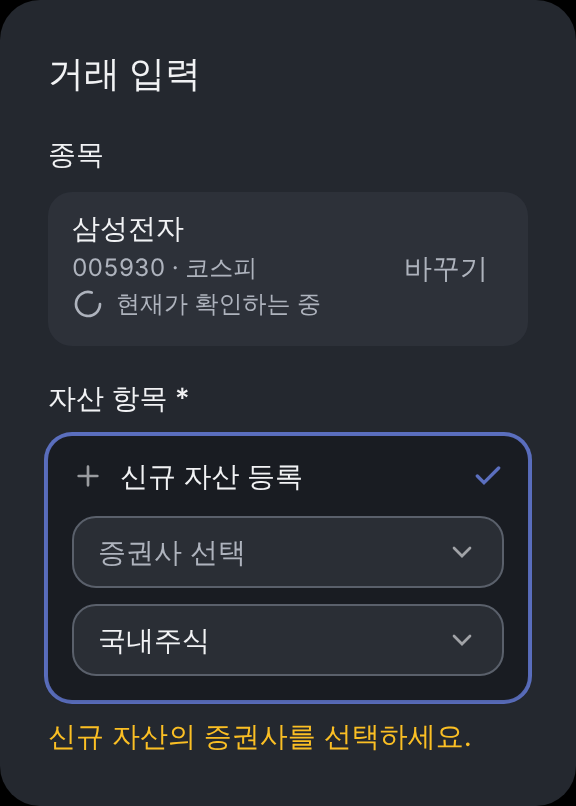 거래 입력
종목
삼성전자
005930 · 코스피
바꾸기
현재가 확인하는 중
자산 항목 *
신규 자산 등록
증권사 선택
국내주식
신규 자산의 증권사를 선택하세요.